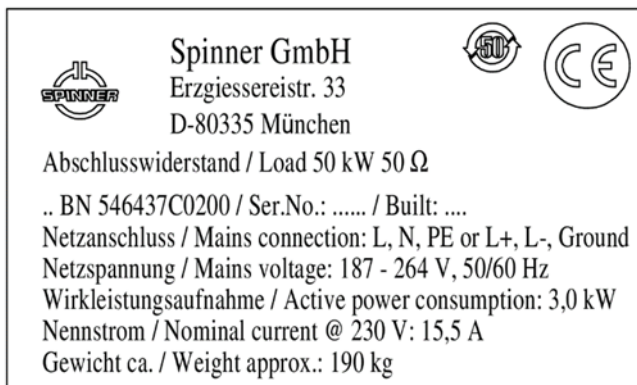 Spinner GmbH
Erzgiessereistr. 33
D-80335 München
SPINNER
50
CE
Abschlusswiderstand / Load 50 kW 50 Ω
.. BN 546437C0200 / Ser.No.: ...... / Built: ....
Netzanschluss / Mains connection: L, N, PE or L+, L-, Ground
Netzspannung / Mains voltage: 187 - 264 V, 50/60 Hz
Wirkleistungsaufnahme / Active power consumption: 3,0 kW
Nennstrom / Nominal current @ 230 V: 15,5 A
Gewicht ca. / Weight approx.: 190 kg